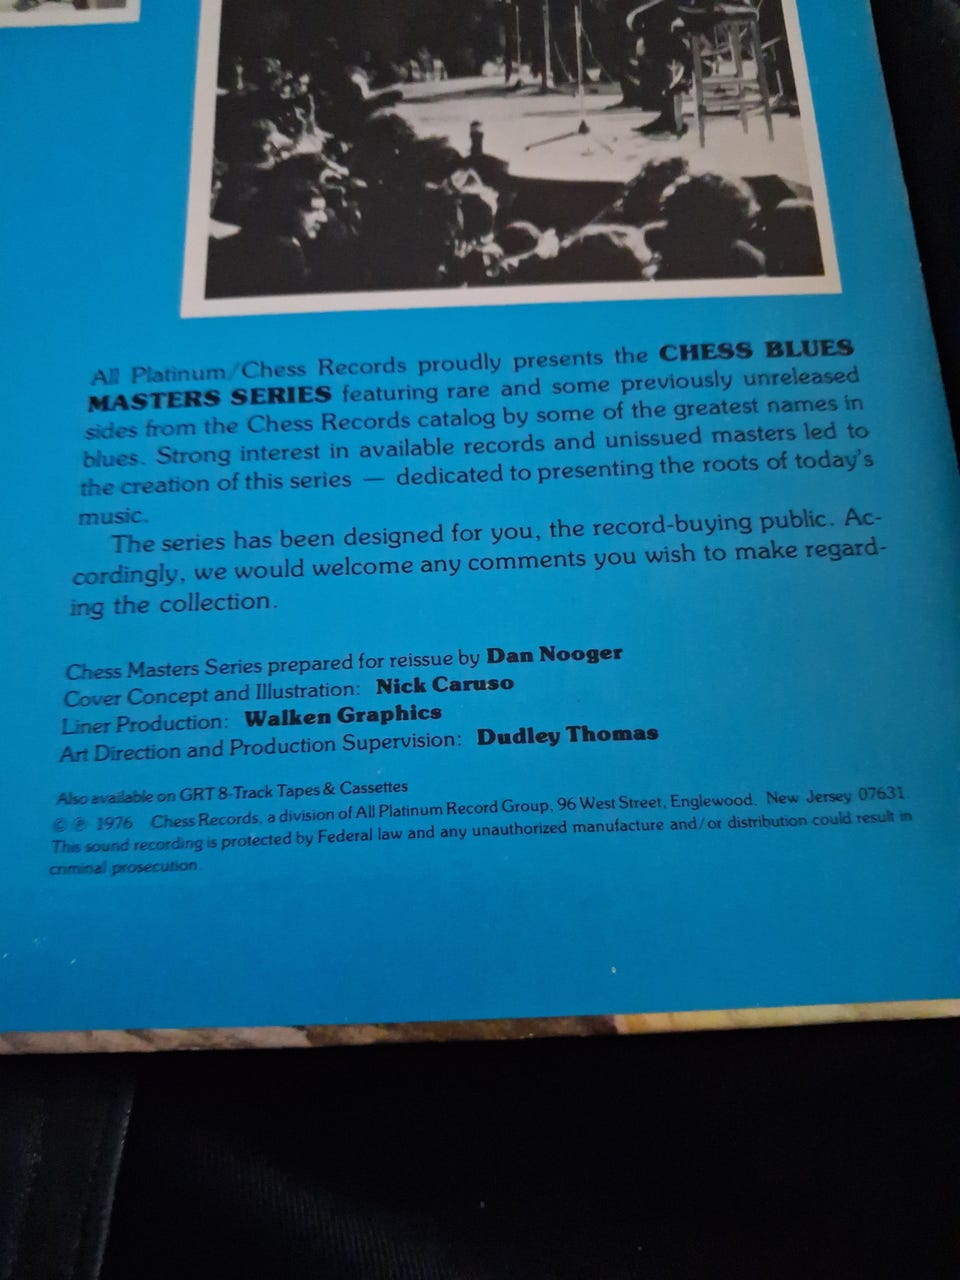 All Platinum/Chess Records proudly presents the CHESS BLUES
MASTERS SERIES featuring rare and some previously unreleased
sides from the Chess Records catalog by some of the greatest names in
blues. Strong interest in available records and unissued masters led to
the creation of this series — dedicated to presenting the roots of today's
music.
The series has been designed for you, the record-buying public. Ac-
cordingly, we would welcome any comments you wish to make regard-
ing the collection.
Chess Masters Series prepared for reissue by Dan Nooger
Cover Concept and Illustration: Nick Caruso
Liner Production: Walken Graphics
Art Direction and Production Supervision: Dudley Thomas
Also available on GRT 8-Track Tapes & Cassettes
© ℗ 1976 Chess Records, a division of All Platinum Record Group, 96 West Street, Englewood, New Jersey 07631.
This sound recording is protected by Federal law and any unauthorized manufacture and/or distribution could result in
criminal prosecution.